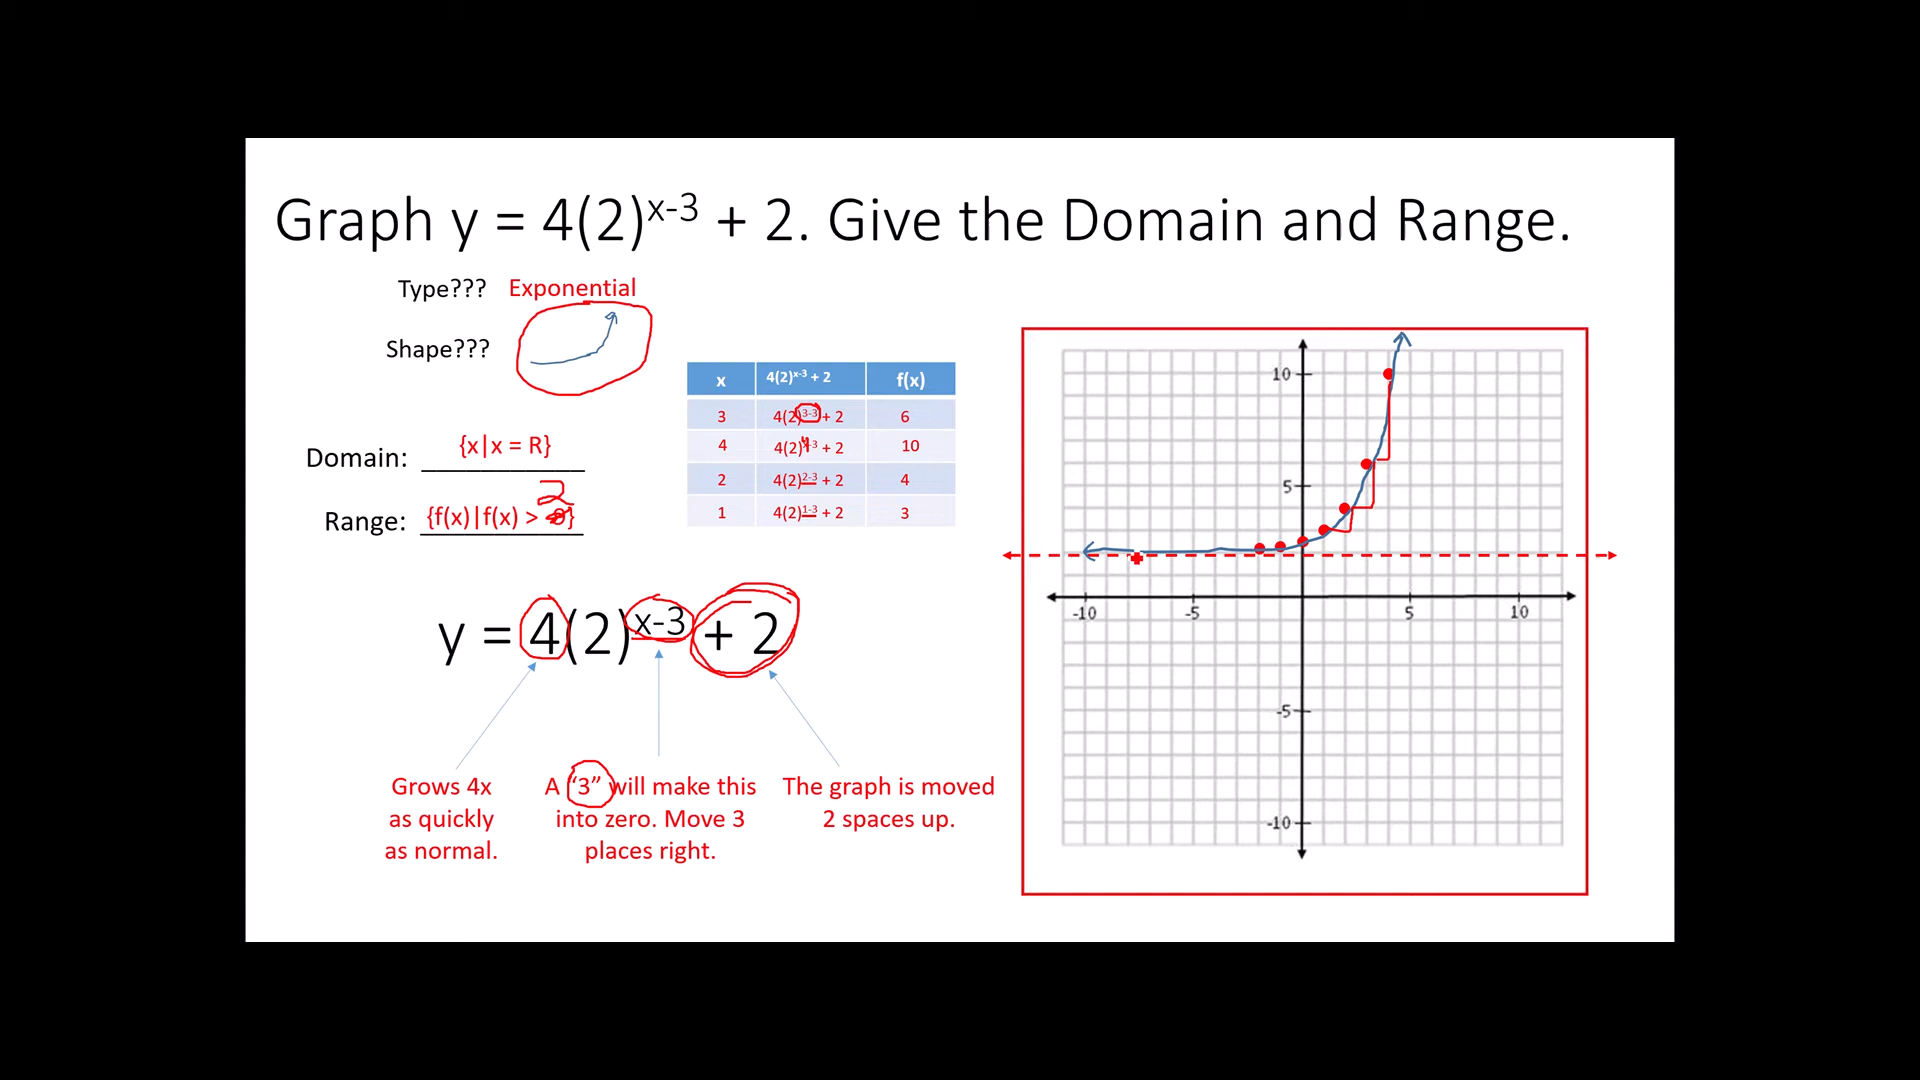 Graph y = 4(2)ˣ⁻³ + 2. Give the Domain and Range.
Type??? Exponential
Shape???
Domain: {x|x = R}
Range: {f(x)|f(x) > 2}
x 4(2)ˣ⁻³ + 2 f(x)
3 4(2)³⁻³ + 2 6
4 4(2)⁴⁻³ + 2 10
2 4(2)²⁻³ + 2 4
1 4(2)¹⁻³ + 2 3
y = 4(2)ˣ⁻³ + 2
Grows 4x
as quickly
as normal.
A “3” will make this
into zero. Move 3
places right.
The graph is moved
2 spaces up.
10
5
-10 -5 5 10
-5
-10